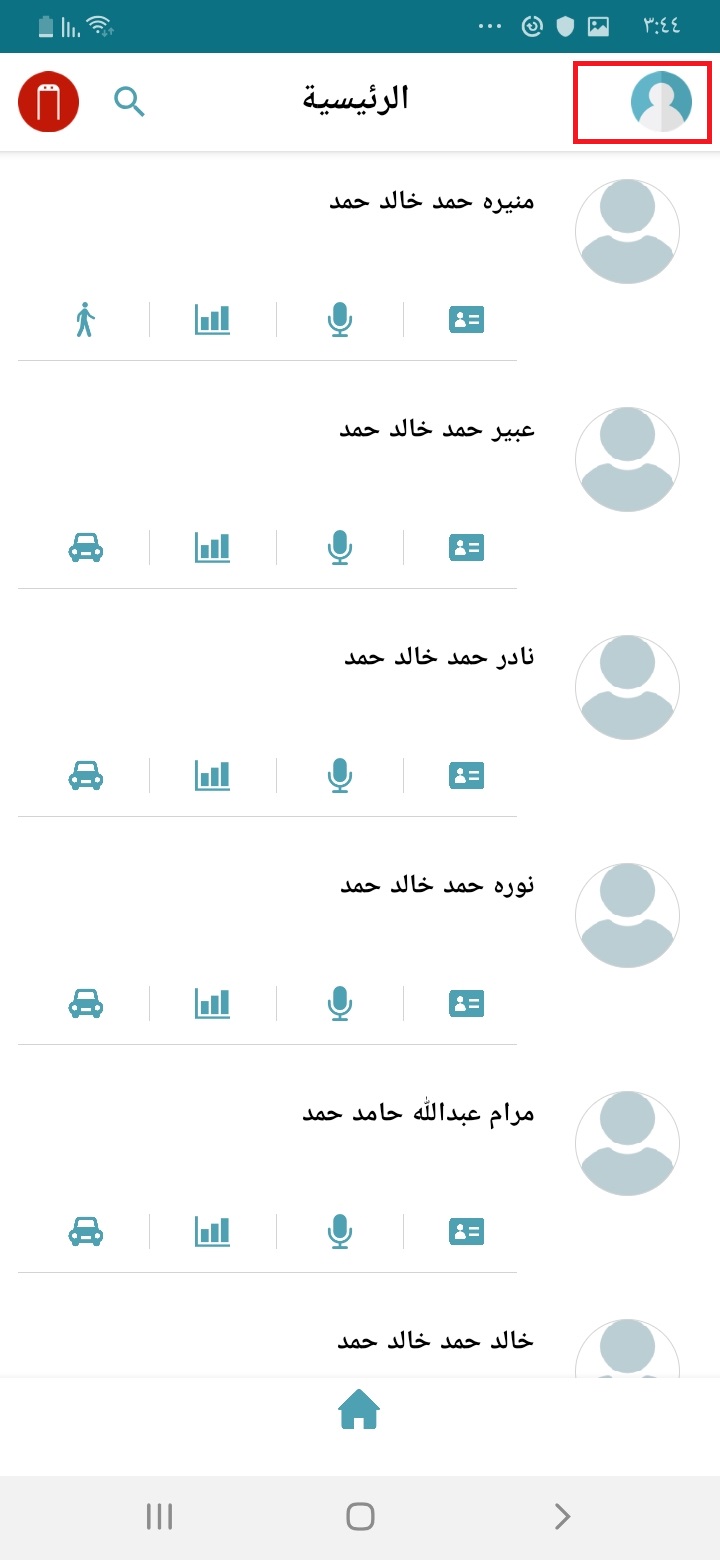 ٣:٤٤
الرئيسية
منيره حمد خالد حمد
عبير حمد خالد حمد
نادر حمد خالد حمد
نوره حمد خالد حمد
مرام عبدالله حامد حمد
خالد حمد خالد حمد